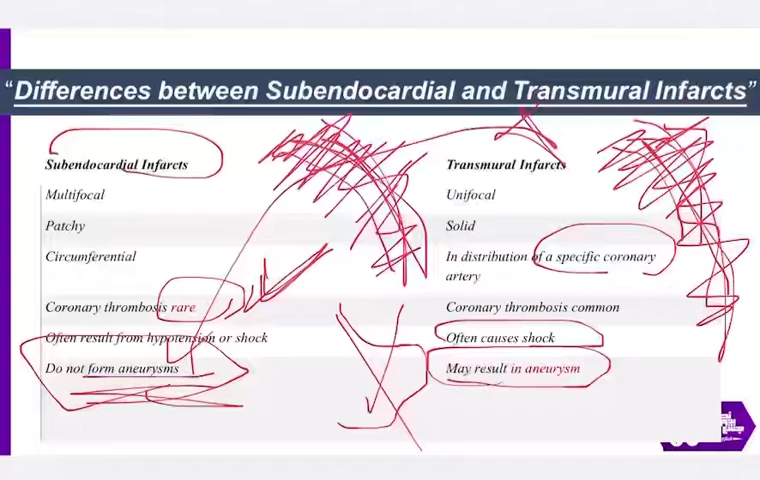 “Differences between Subendocardial and Transmural Infarcts”
Subendocardial Infarcts
Transmural Infarcts
Multifocal
Unifocal
Patchy
Solid
Circumferential
In distribution of a specific coronary
artery
Coronary thrombosis rare
Coronary thrombosis common
Often result from hypotension or shock
Often causes shock
Do not form aneurysms
May result in aneurysm